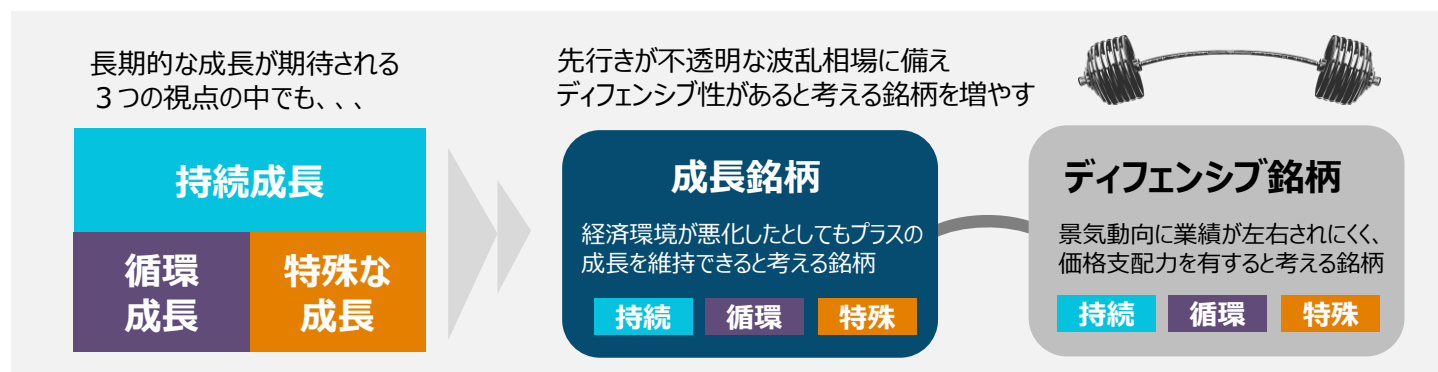 長期的な成長が期待される
３つの視点の中でも、、、
持続成長
循環
成長
特殊な
成長
先行きが不透明な波乱相場に備え
ディフェンシブ性があると考える銘柄を増やす
成長銘柄
経済環境が悪化したとしてもプラスの
成長を維持できると考える銘柄
持続 循環 特殊
ディフェンシブ銘柄
景気動向に業績が左右されにくく、
価格支配力を有すると考える銘柄
持続 循環 特殊